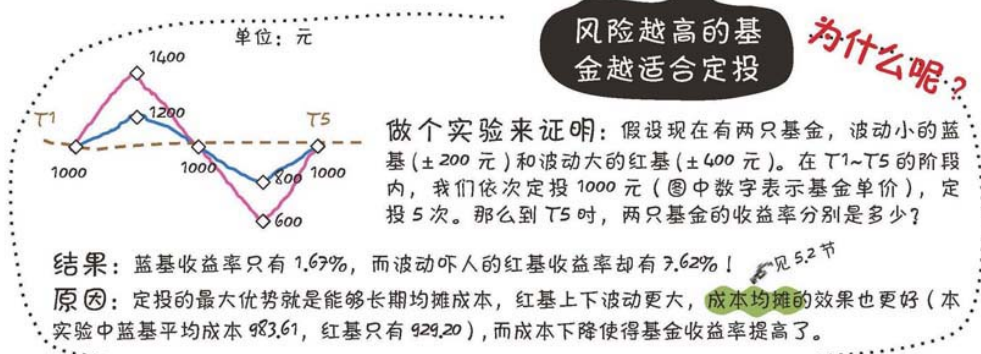 单位：元
风险越高的基
金越适合定投
为什么呢？
1400
1200
T1
T5
1000
1000
800
1000
600
做个实验来证明：假设现在有两只基金，波动小的蓝
基（±200元）和波动大的红基（±400元）。在T1~T5的阶段
内，我们依次定投1000元（图中数字表示基金单价），定
投5次。那么到T5时，两只基金的收益率分别是多少？
见5.2节
结果：蓝基收益率只有1.67%，而波动吓人的红基收益率却有7.62%！
原因：定投的最大优势就是能够长期均摊成本，红基上下波动更大，成本均摊的效果也更好（本
实验中蓝基平均成本983.61，红基只有929.20），而成本下降使得基金收益率提高了。